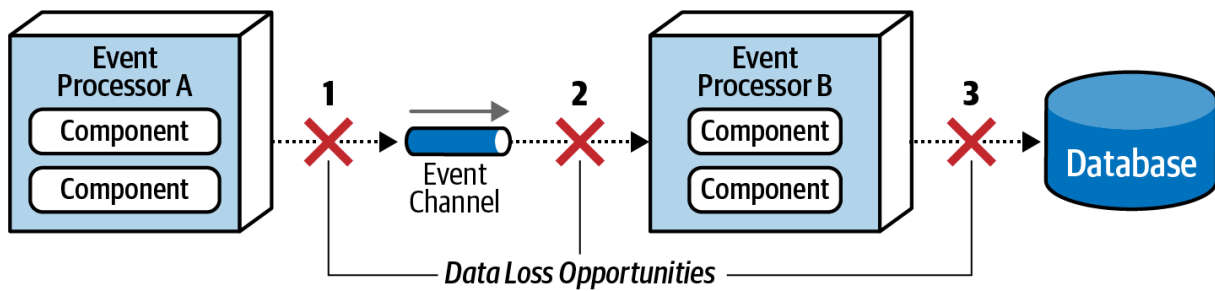 Event
Processor A
Component
Component
1
Event
Channel
2
Event
Processor B
Component
Component
3
Database
Data Loss Opportunities